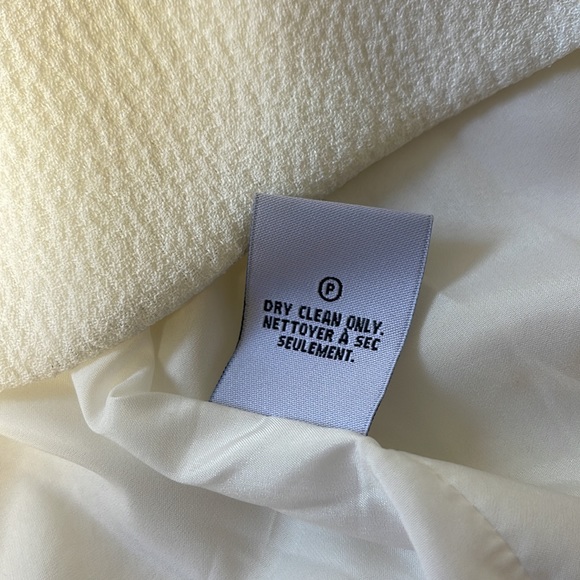 P
DRY CLEAN ONLY.
NETTOYER À SEC
SEULEMENT.